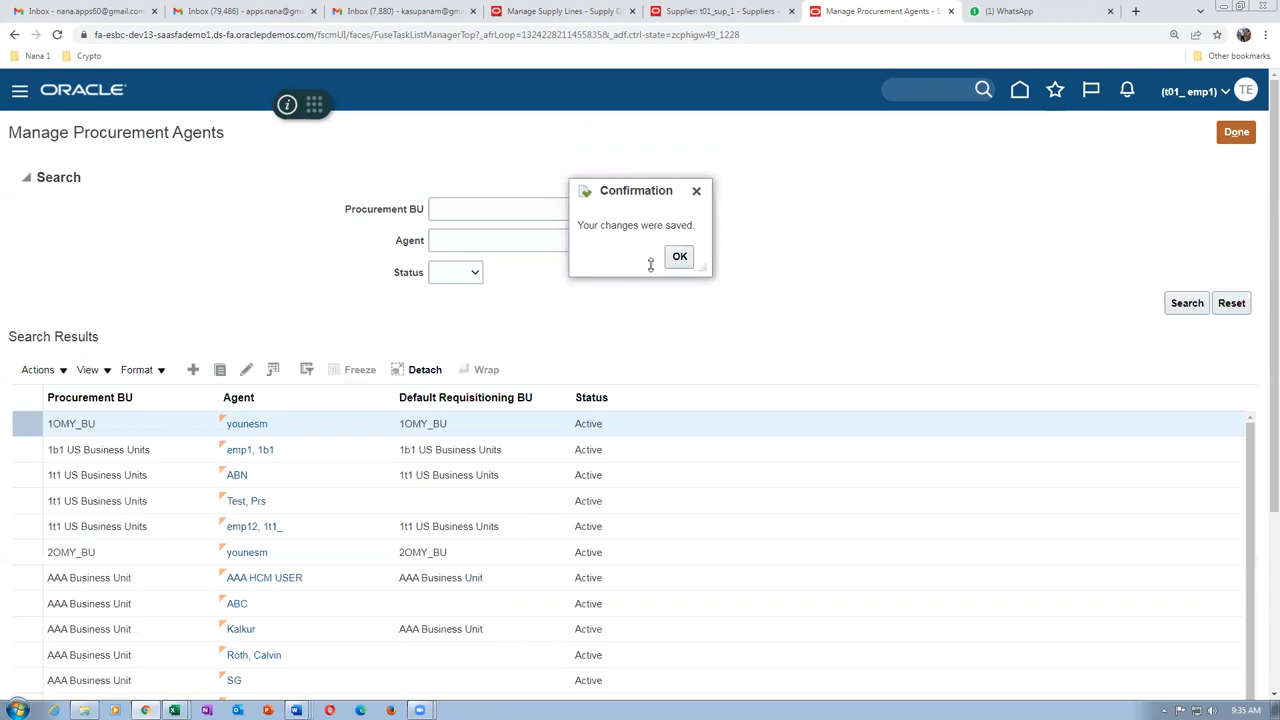 Inbox - nana.apps60@gmail.com
Inbox (79,486) - apps.nana@gm
Inbox (7,880) - kasupanam@gm
Manage Supply Lines - Supply C
Supplier: t01_sup_1 - Suppliers -
Manage Procurement Agents - S
(1) WhatsApp
fa-esbc-dev13-saasfademo1.ds-fa.oraclepdemos.com/fscmUI/faces/FuseTaskListManagerTop?_afrLoop=13242282114558358&_adf.ctrl-state=zcphigw49_1228
Nana 1
Crypto
Other bookmarks
ORACLE
(t01_ emp1)
TE
Manage Procurement Agents
Done
Search
Confirmation
Procurement BU
Your changes were saved.
Agent
OK
Status
Search
Reset
Search Results
Actions
View
Format
Freeze
Detach
Wrap
Procurement BU Agent Default Requisitioning BU Status
1OMY_BU younesm 1OMY_BU Active
1b1 US Business Units emp1, 1b1 1b1 US Business Units Active
1t1 US Business Units ABN 1t1 US Business Units Active
1t1 US Business Units Test, Prs Active
1t1 US Business Units emp12, 1t1_ 1t1 US Business Units Active
2OMY_BU younesm 2OMY_BU Active
AAA Business Unit AAA HCM USER AAA Business Unit Active
AAA Business Unit ABC Active
AAA Business Unit Kalkur AAA Business Unit Active
AAA Business Unit Roth, Calvin Active
AAA Business Unit SG Active
9:35 AM